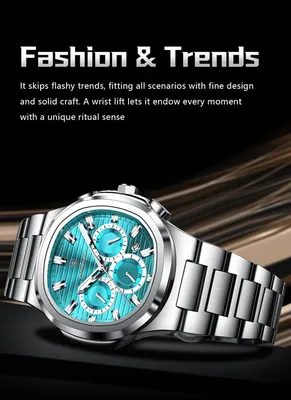 Fashion & Trends
It skips flashy trends, fitting all scenarios with fine design
and solid craft. A wrist lift lets it endow every moment
with a unique ritual sense